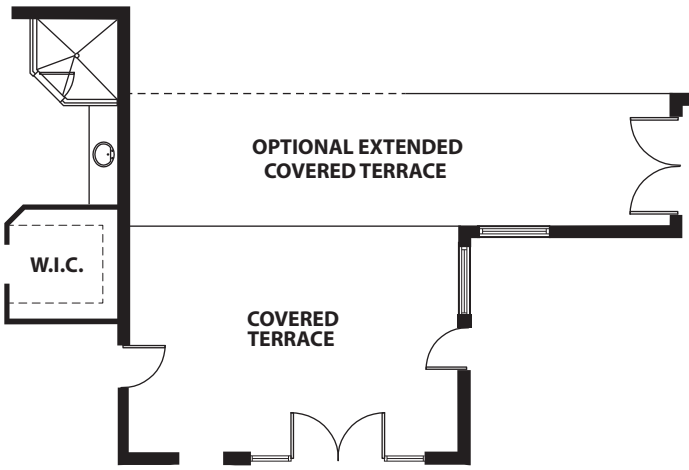 OPTIONAL EXTENDED
COVERED TERRACE
W.I.C.
COVERED
TERRACE